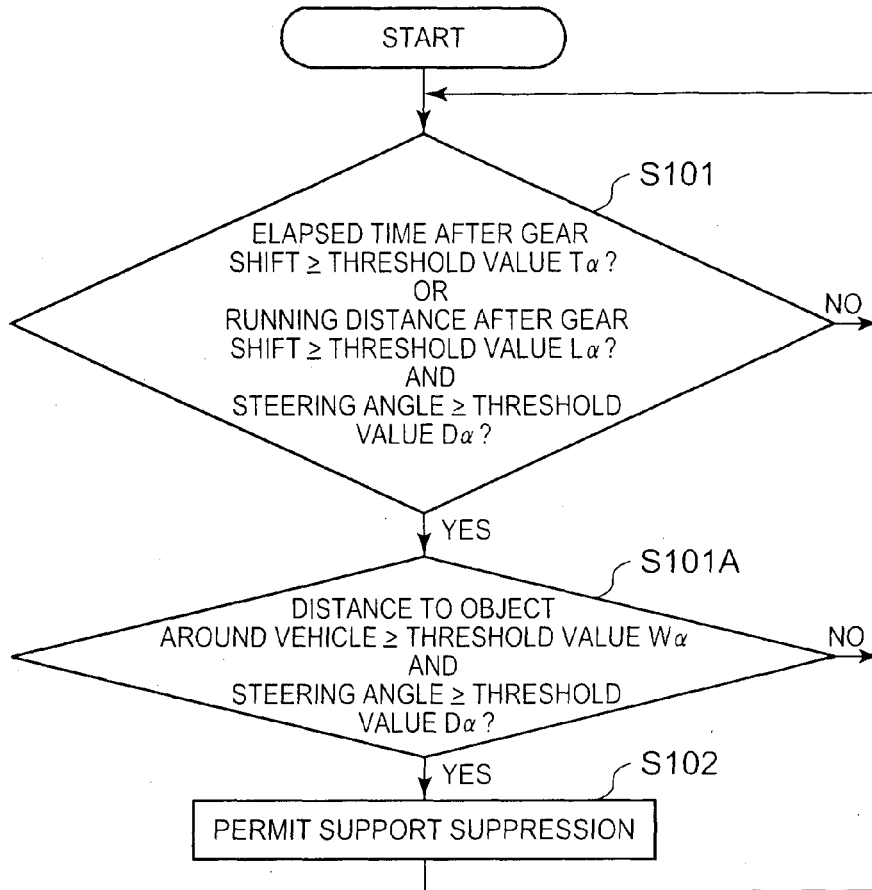 START
S101
ELAPSED TIME AFTER GEAR
SHIFT ≥ THRESHOLD VALUE Tα?
OR
RUNNING DISTANCE AFTER GEAR
SHIFT ≥ THRESHOLD VALUE Lα?
AND
STEERING ANGLE ≥ THRESHOLD
VALUE Dα?
NO
YES
S101A
DISTANCE TO OBJECT
AROUND VEHICLE ≥ THRESHOLD VALUE Wα
AND
STEERING ANGLE ≥ THRESHOLD
VALUE Dα?
NO
YES
S102
PERMIT SUPPORT SUPPRESSION